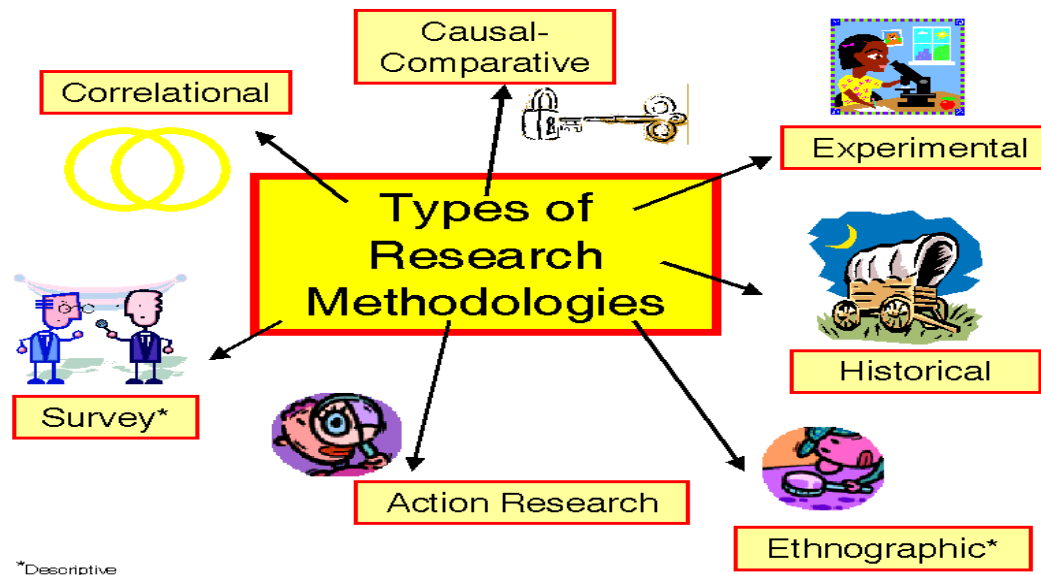 Causal-
Comparative
Correlational
Experimental
Types of
Research
Methodologies
Historical
Survey*
Action Research
Ethnographic*
*Descriptive